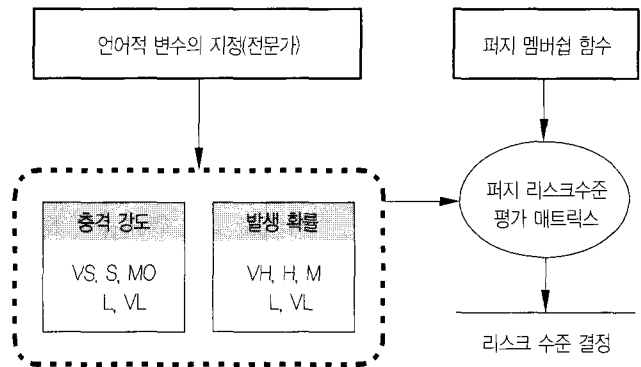 언어적 변수의 지정(전문가)
퍼지 멤버쉽 함수
충격 강도
VS, S, MO
L, VL
발생 확률
VH, H, M
L, VL
퍼지 리스크수준
평가 매트릭스
리스크 수준 결정